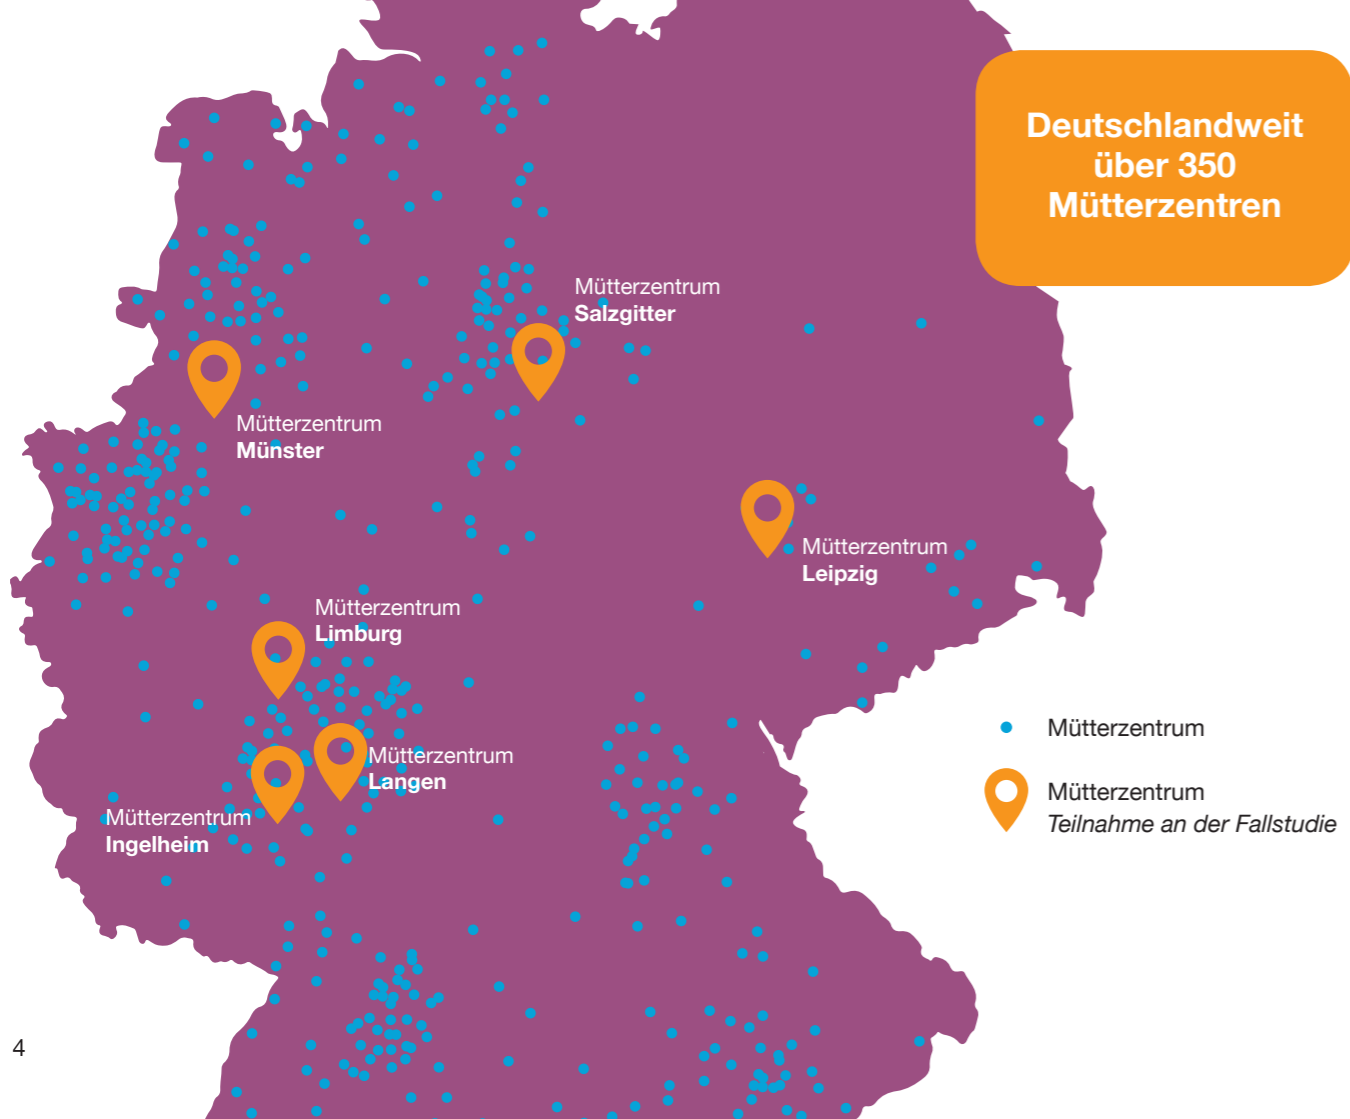 Deutschlandweit
über 350
Mütterzentren
Mütterzentrum
Salzgitter
Mütterzentrum
Münster
Mütterzentrum
Leipzig
Mütterzentrum
Limburg
Mütterzentrum
Langen
Mütterzentrum
Ingelheim
Mütterzentrum
Mütterzentrum
Teilnahme an der Fallstudie
4